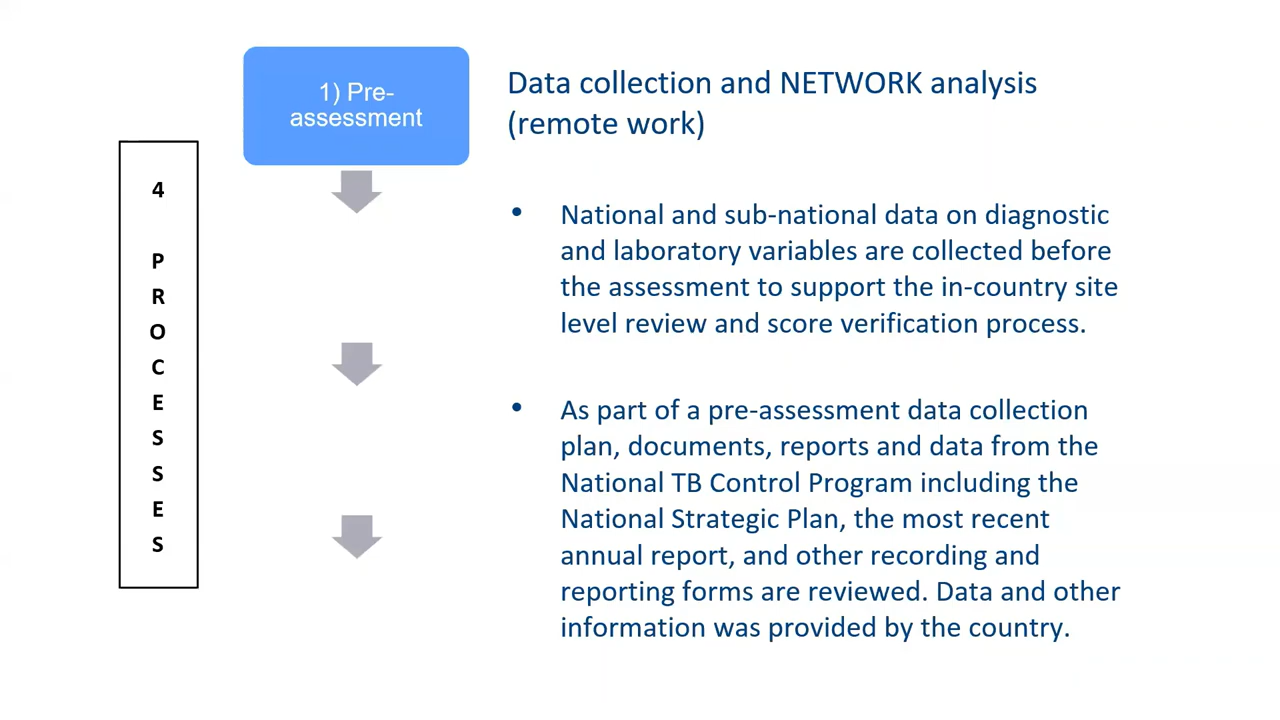 1) Pre-
assessment
Data collection and NETWORK analysis
(remote work)
4
P
R
O
C
E
S
S
E
S
• National and sub-national data on diagnostic
and laboratory variables are collected before
the assessment to support the in-country site
level review and score verification process.
• As part of a pre-assessment data collection
plan, documents, reports and data from the
National TB Control Program including the
National Strategic Plan, the most recent
annual report, and other recording and
reporting forms are reviewed. Data and other
information was provided by the country.